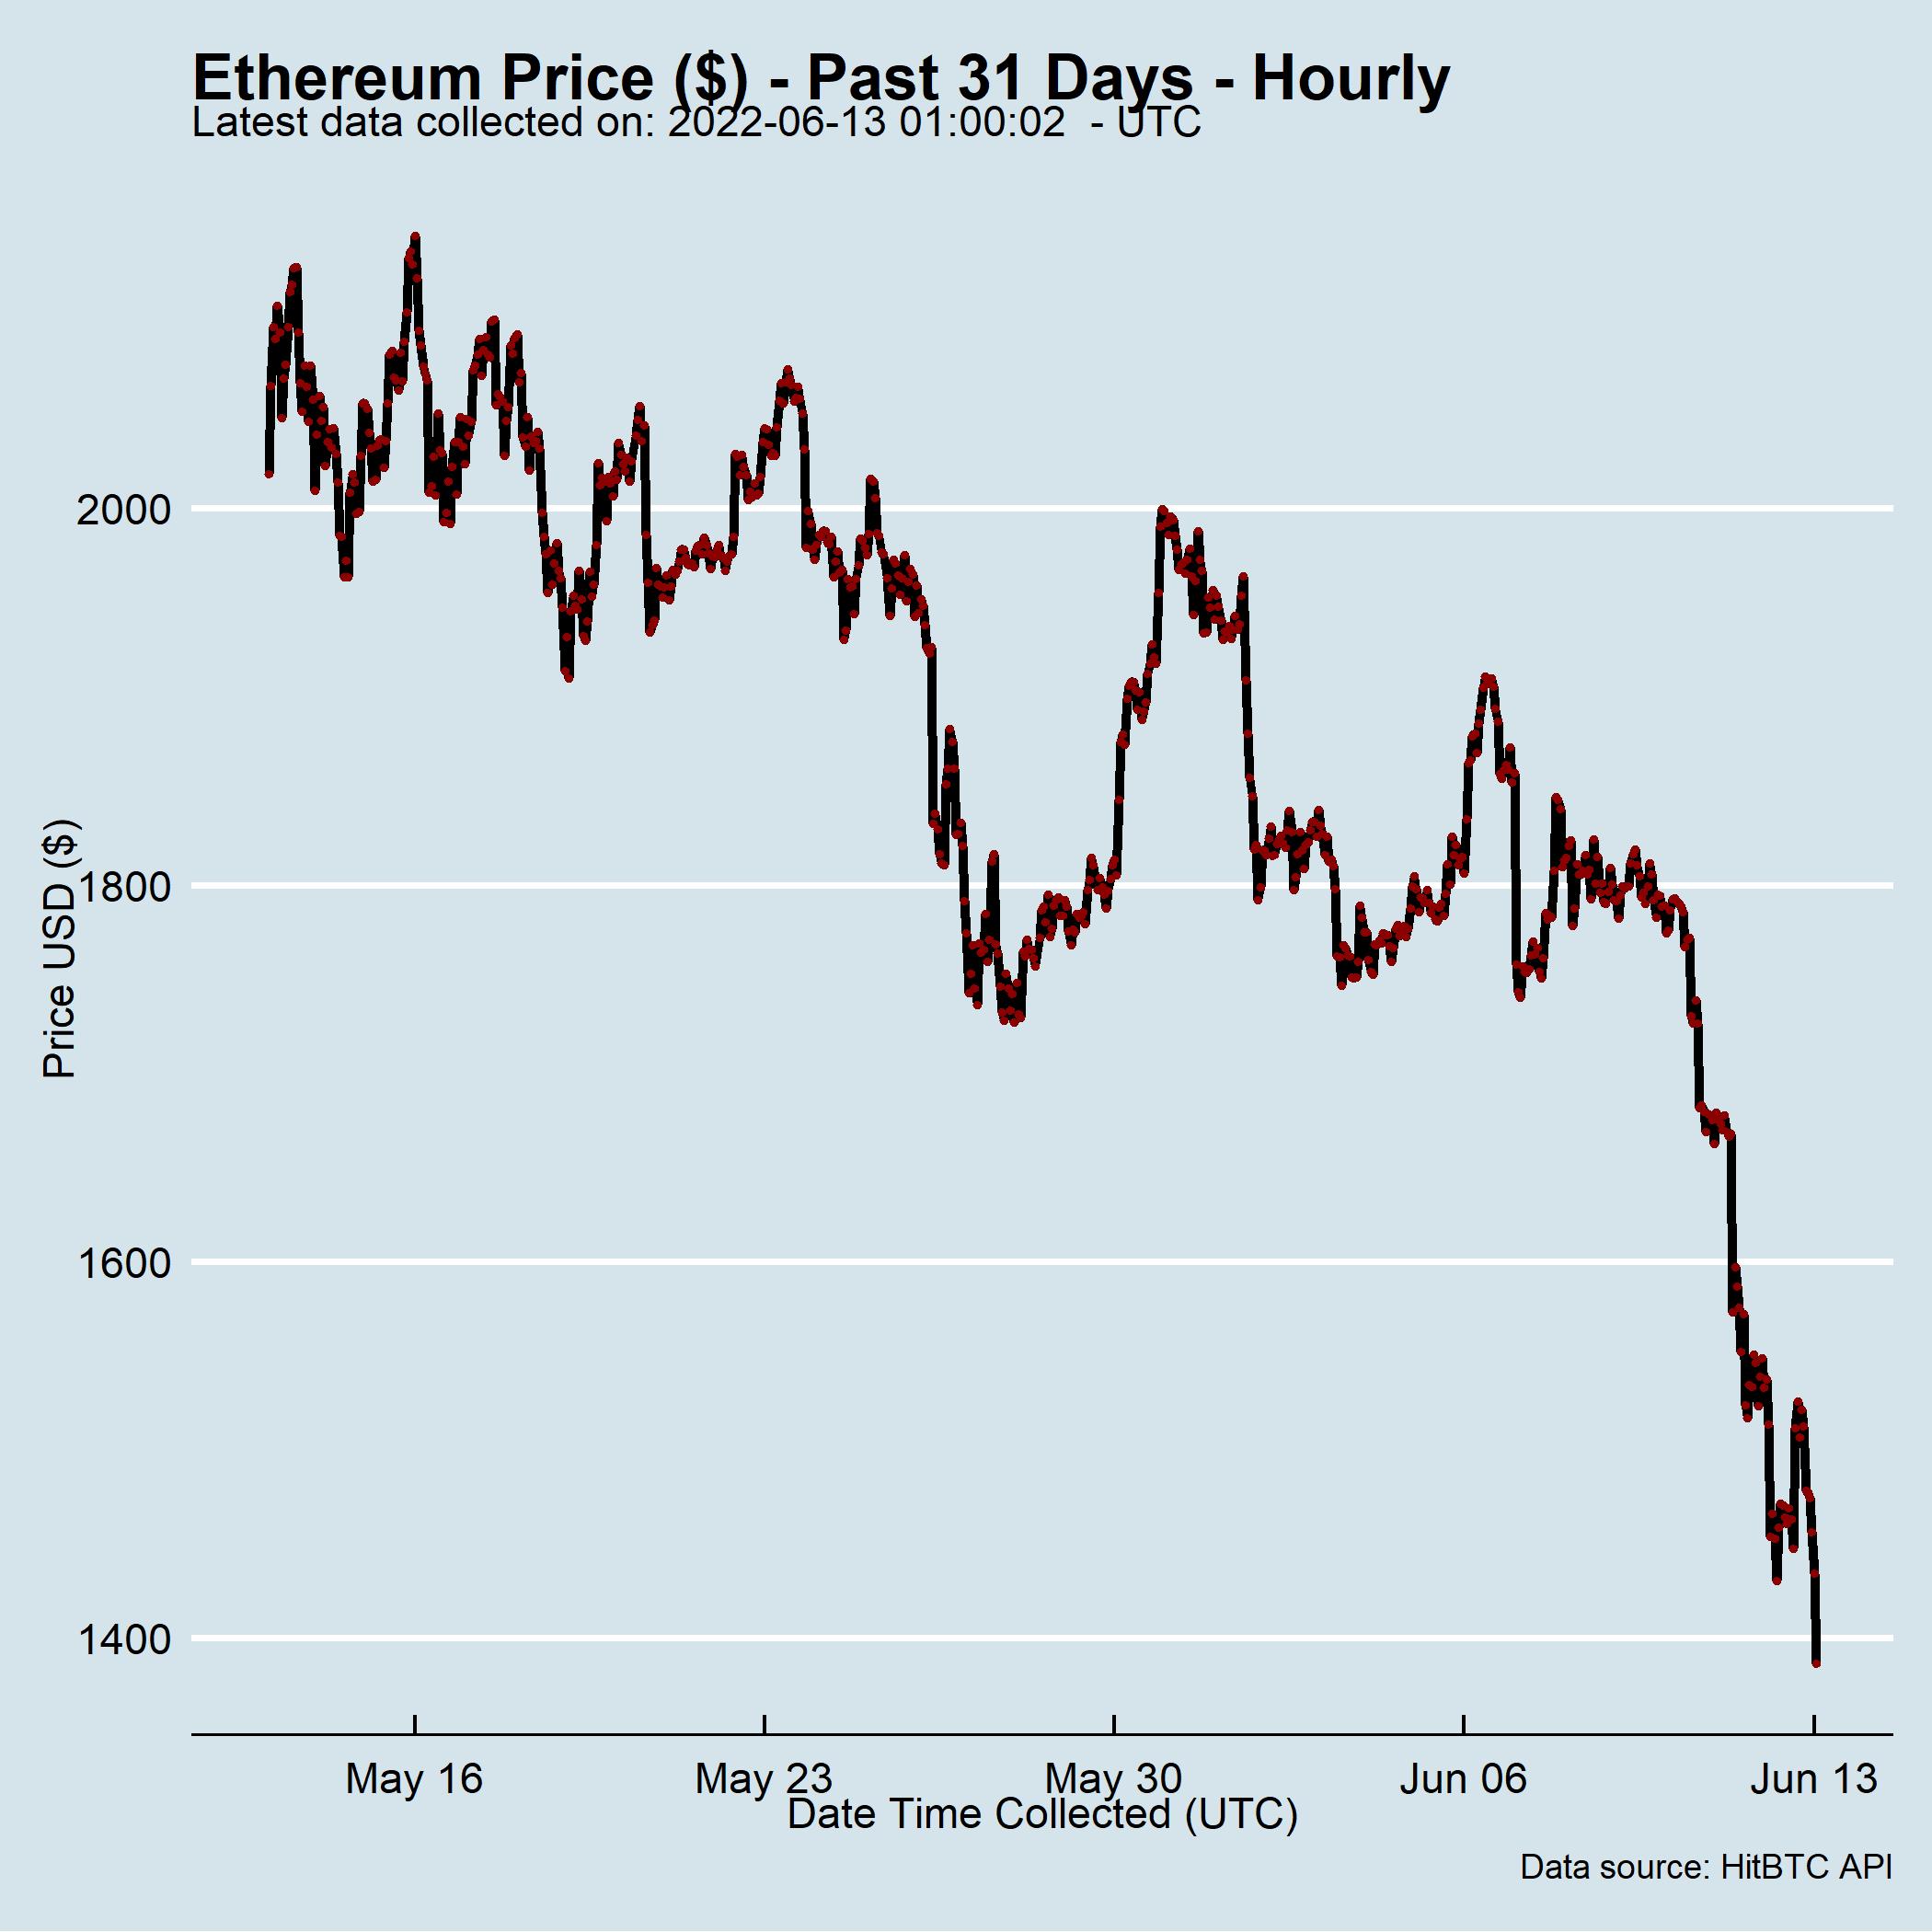 Ethereum Price ($) - Past 31 Days - Hourly
Latest data collected on: 2022-06-13 01:00:02  - UTC
Price USD ($)
2000
1800
1600
1400
May 16 May 23 May 30 Jun 06 Jun 13
Date Time Collected (UTC)
Data source: HitBTC API